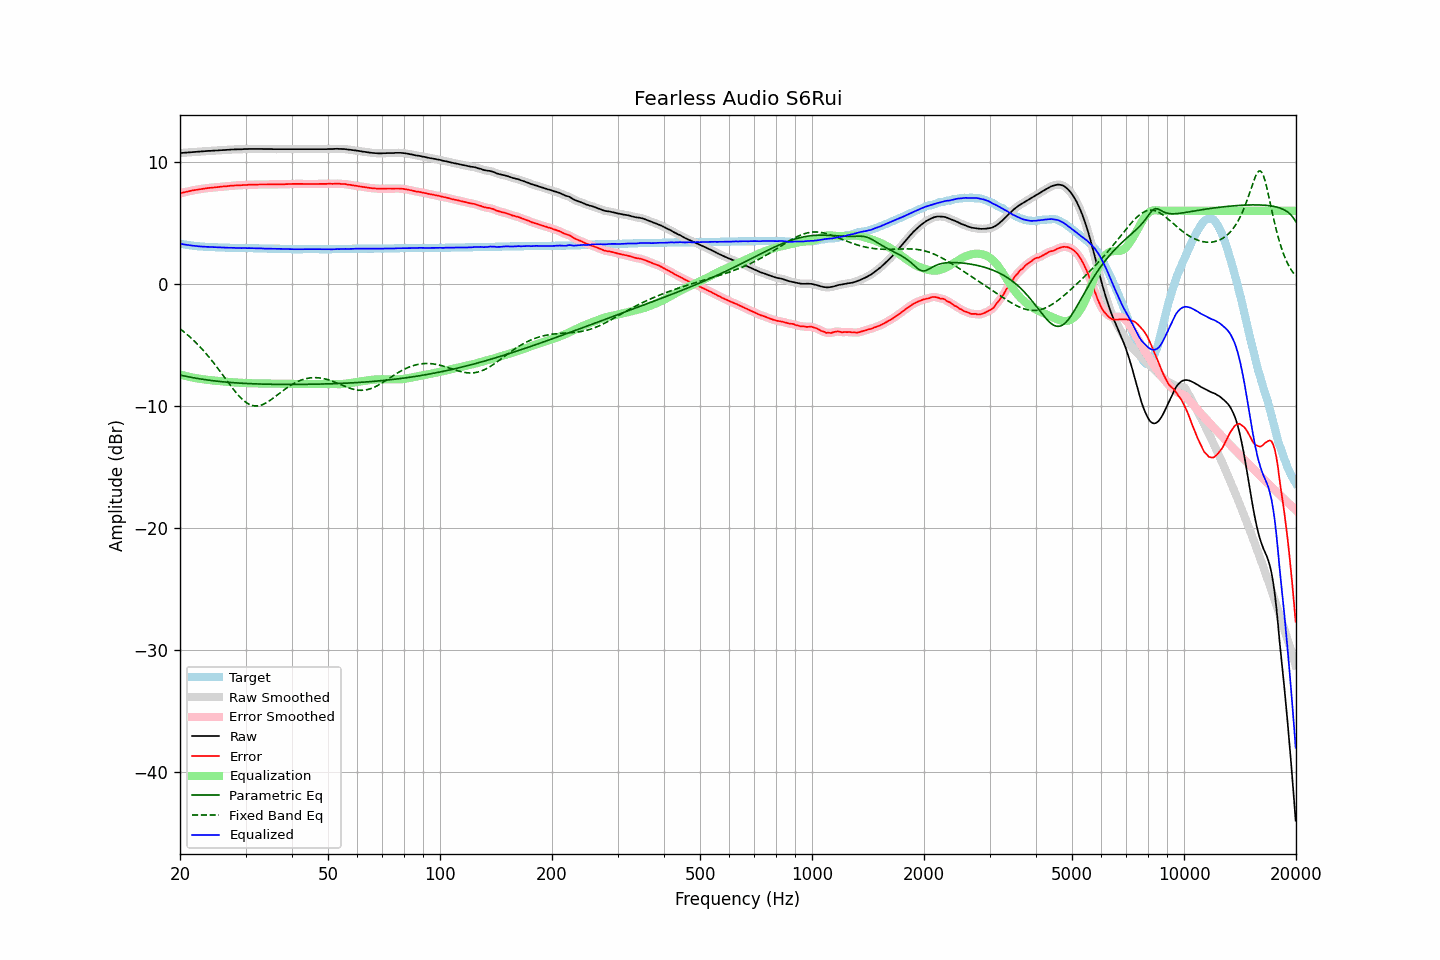 Fearless Audio S6Rui
Amplitude (dBr)
10
0
−10
−20
−30
−40
Target
Raw Smoothed
Error Smoothed
Raw
Error
Equalization
Parametric Eq
Fixed Band Eq
Equalized
20 50 100 200 500 1000 2000 5000 10000 20000
Frequency (Hz)